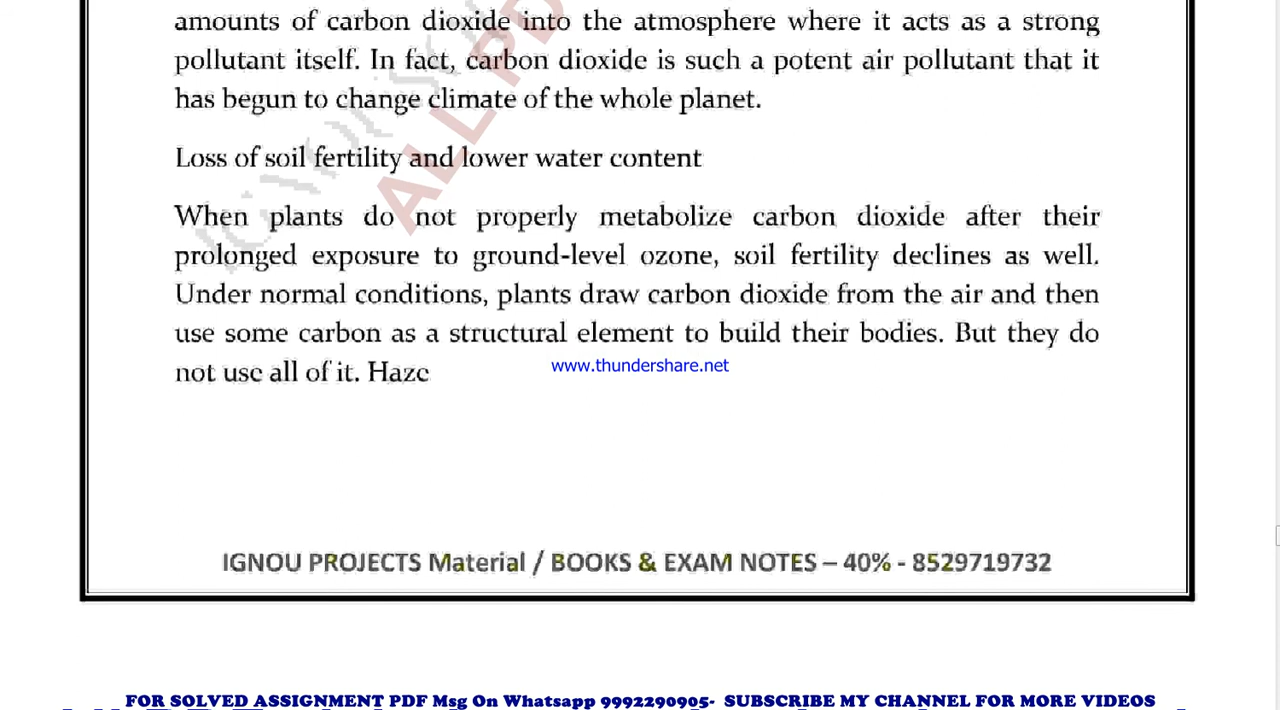 amounts of carbon dioxide into the atmosphere where it acts as a strong
pollutant itself. In fact, carbon dioxide is such a potent air pollutant that it
has begun to change climate of the whole planet.
Loss of soil fertility and lower water content
When plants do not properly metabolize carbon dioxide after their
prolonged exposure to ground-level ozone, soil fertility declines as well.
Under normal conditions, plants draw carbon dioxide from the air and then
use some carbon as a structural element to build their bodies. But they do
not use all of it. Haze
www.thundershare.net
IGNOU PROJECTS Material / BOOKS & EXAM NOTES – 40% - 8529719732
FOR SOLVED ASSIGNMENT PDF Msg On Whatsapp 9992290905- SUBSCRIBE MY CHANNEL FOR MORE VIDEOS